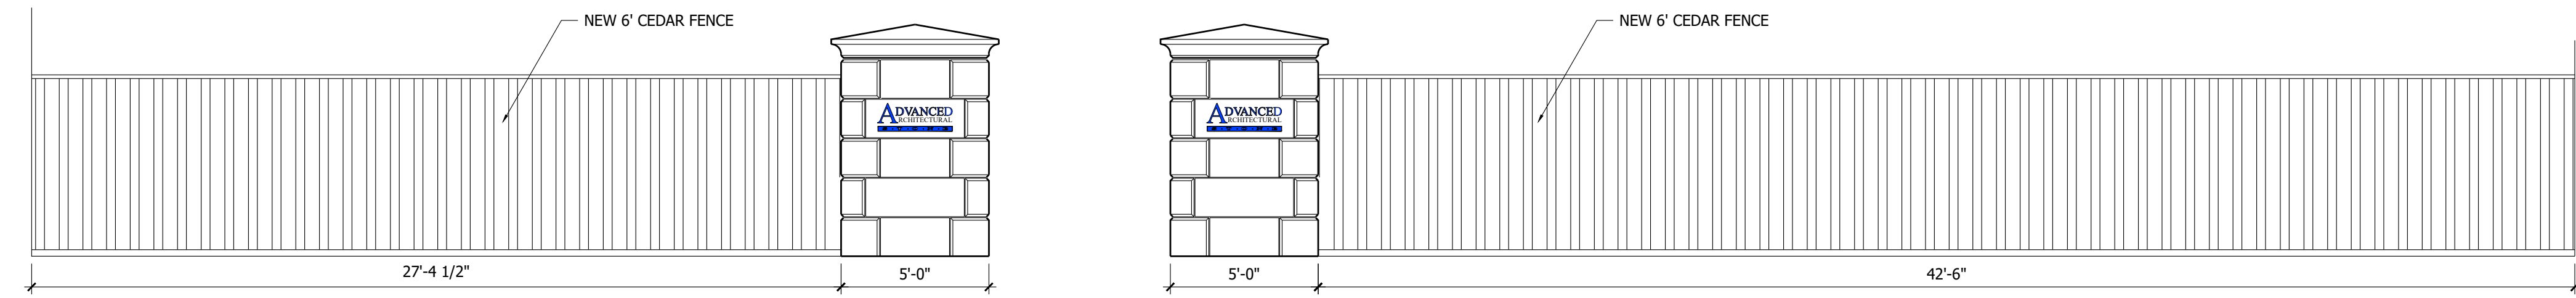 NEW 6' CEDAR FENCE
NEW 6' CEDAR FENCE
ADVANCED
ARCHITECTURAL
ADVANCED
ARCHITECTURAL
27'-4 1/2"
5'-0"
5'-0"
42'-6"